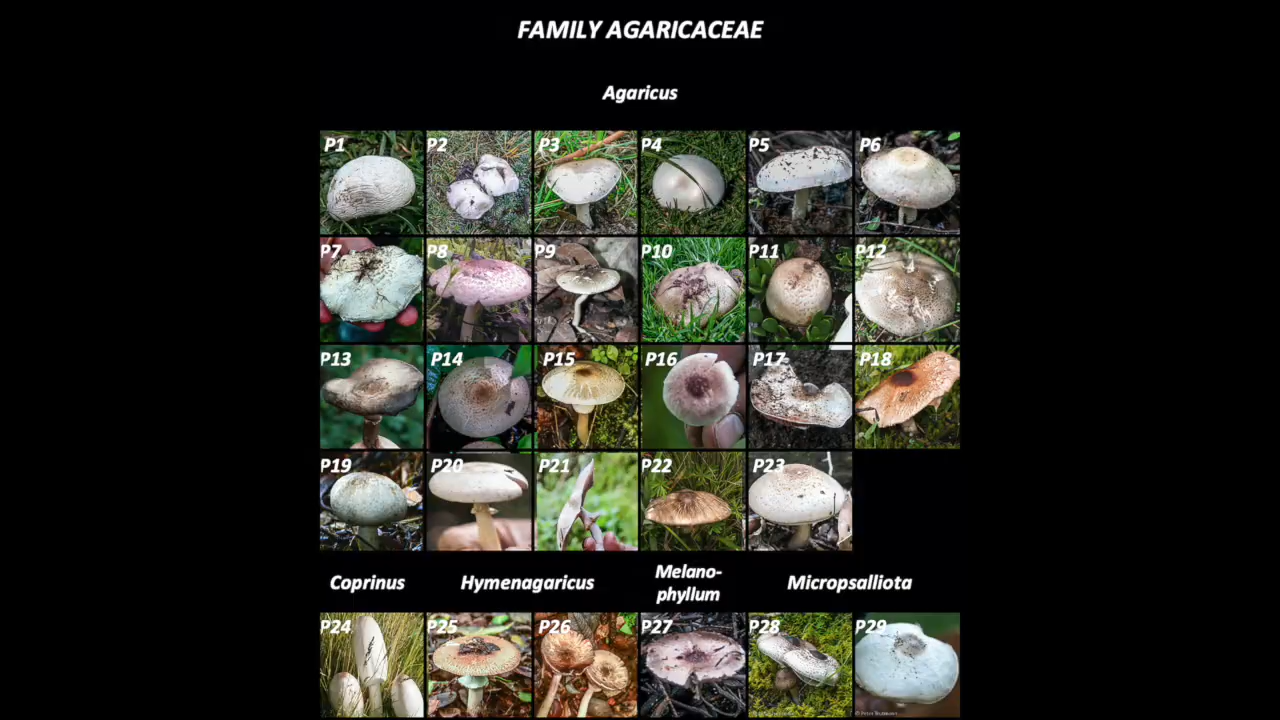 FAMILY AGARICACEAE
Agaricus
P1 P2 P3 P4 P5 P6
P7 P8 P9 P10 P11 P12
P13 P14 P15 P16 P17 P18
P19 P20 P21 P22 P23
Coprinus Hymenagaricus Melano-
phyllum Micropsalliota
P24 P25 P26 P27 P28 P29